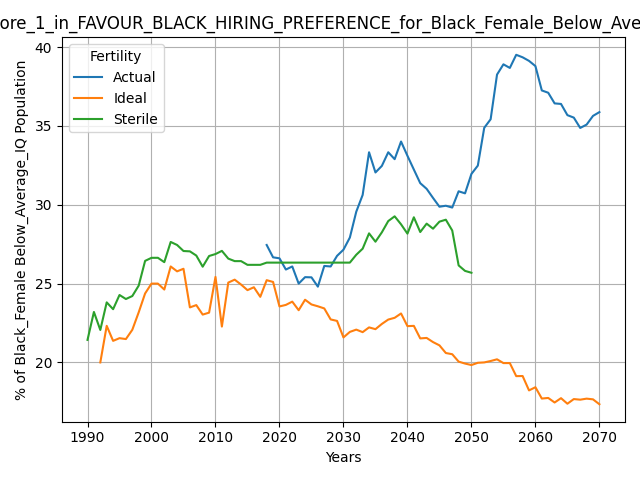 ore_1_in_FAVOUR_BLACK_HIRING_PREFERENCE_for_Black_Female_Below_Ave
Fertility
Actual
Ideal
Sterile
% of Black_Female Below_Average_IQ Population
40
35
30
25
20
1990 2000 2010 2020 2030 2040 2050 2060 2070
Years